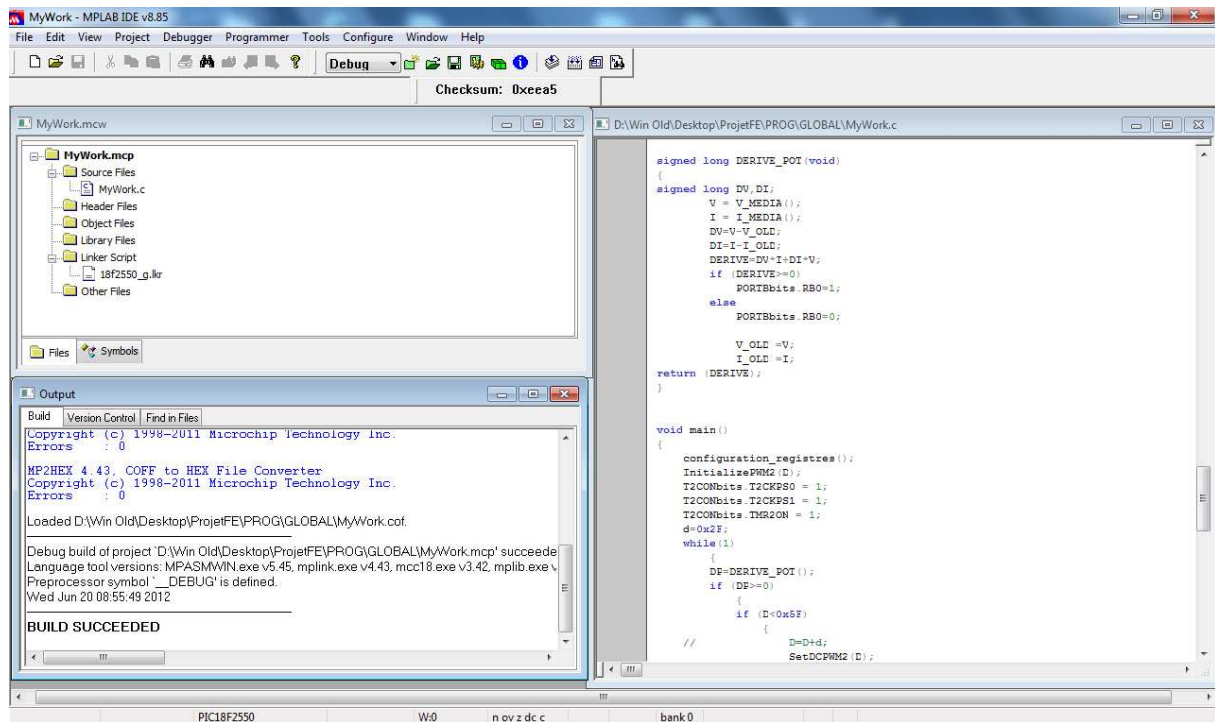 MyWork - MPLAB IDE v8.85
File Edit View Project Debugger Programmer Tools Configure Window Help
Debug
Checksum: 0xeea5
MyWork.mcw
MyWork.mcp
Source Files
MyWork.c
Header Files
Object Files
Library Files
Linker Script
18f2550_g.lkr
Other Files
Files Symbols
Output
Build Version Control Find in Files
Copyright (c) 1998-2011 Microchip Technology Inc.
Errors : 0
MP2HEX 4.43, COFF to HEX File Converter
Copyright (c) 1998-2011 Microchip Technology Inc.
Errors : 0
Loaded D:\Win Old\Desktop\ProjetFE\PROG\GLOBAL\MyWork.cof.
Debug build of project `D:\Win Old\Desktop\ProjetFE\PROG\GLOBAL\MyWork.mcp' succeede
Language tool versions: MPASMWIN.exe v5.45, mplink.exe v4.43, mcc18.exe v3.42, mplib.exe v
Preprocessor symbol `__DEBUG' is defined.
Wed Jun 20 08:55:49 2012
BUILD SUCCEEDED
D:\Win Old\Desktop\ProjetFE\PROG\GLOBAL\MyWork.c
signed long DERIVE_POT(void)
{
signed long DV,DI;
V = V_MEDIA();
I = I_MEDIA();
DV=V-V_OLD;
DI=I-I_OLD;
DERIVE=DV*I+DI*V;
if (DERIVE>=0)
PORTBbits.RB0=1;
else
PORTBbits.RB0=0;
V_OLD =V;
I_OLD =I;
return (DERIVE);
}
void main()
{
configuration_registres();
InitializePWM2(D);
T2CONbits.T2CKPS0 = 1;
T2CONbits.T2CKPS1 = 1;
T2CONbits.TMR2ON = 1;
d=0x2F;
while(1)
{
DP=DERIVE_POT();
if (DP>=0)
{
if (D<0x5F)
{
// D=D+d;
SetDCPWM2(D);
PIC18F2550 W:0 n ov z dc c bank 0